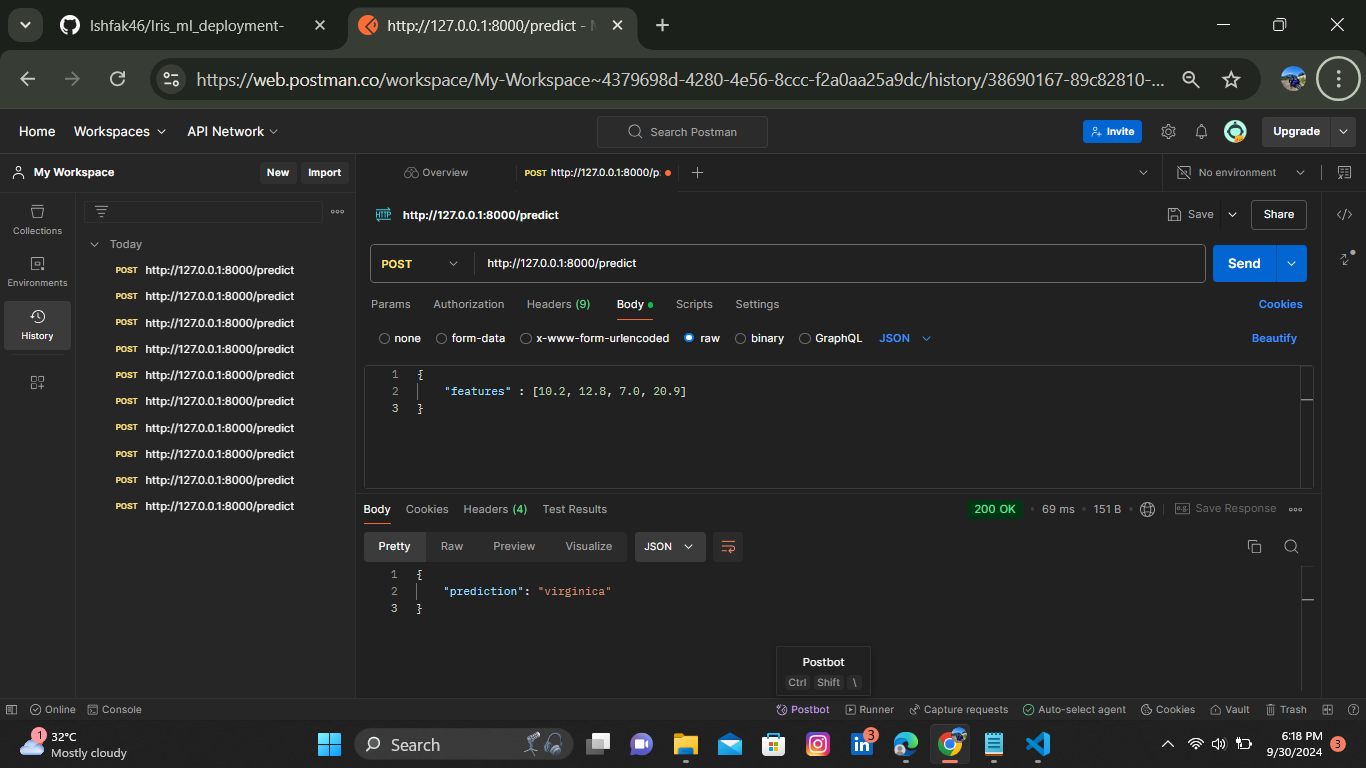 Ishfak46/Iris_ml_deployment-
http://127.0.0.1:8000/predict - M
https://web.postman.co/workspace/My-Workspace~4379698d-4280-4e56-8ccc-f2a0aa25a9dc/history/38690167-89c82810-...
Home Workspaces API Network Search Postman Invite Upgrade
My Workspace New Import Overview POST http://127.0.0.1:8000/p No environment
HTTP http://127.0.0.1:8000/predict Save Share
Collections
Environments
History
Today
POST http://127.0.0.1:8000/predict
POST http://127.0.0.1:8000/predict
POST http://127.0.0.1:8000/predict
POST http://127.0.0.1:8000/predict
POST http://127.0.0.1:8000/predict
POST http://127.0.0.1:8000/predict
POST http://127.0.0.1:8000/predict
POST http://127.0.0.1:8000/predict
POST http://127.0.0.1:8000/predict
POST http://127.0.0.1:8000/predict
POST http://127.0.0.1:8000/predict Send
Params Authorization Headers (9) Body Scripts Settings Cookies
none form-data x-www-form-urlencoded raw binary GraphQL JSON Beautify
1 {
2 "features" : [10.2, 12.8, 7.0, 20.9]
3 }
Body Cookies Headers (4) Test Results 200 OK 69 ms 151 B e.g. Save Response
Pretty Raw Preview Visualize JSON
1 {
2 "prediction": "virginica"
3 }
Postbot
Ctrl Shift \
Online Console Postbot Runner Capture requests Auto-select agent Cookies Vault Trash
1 32°C
Mostly cloudy
Search
3
6:18 PM
9/30/2024
3